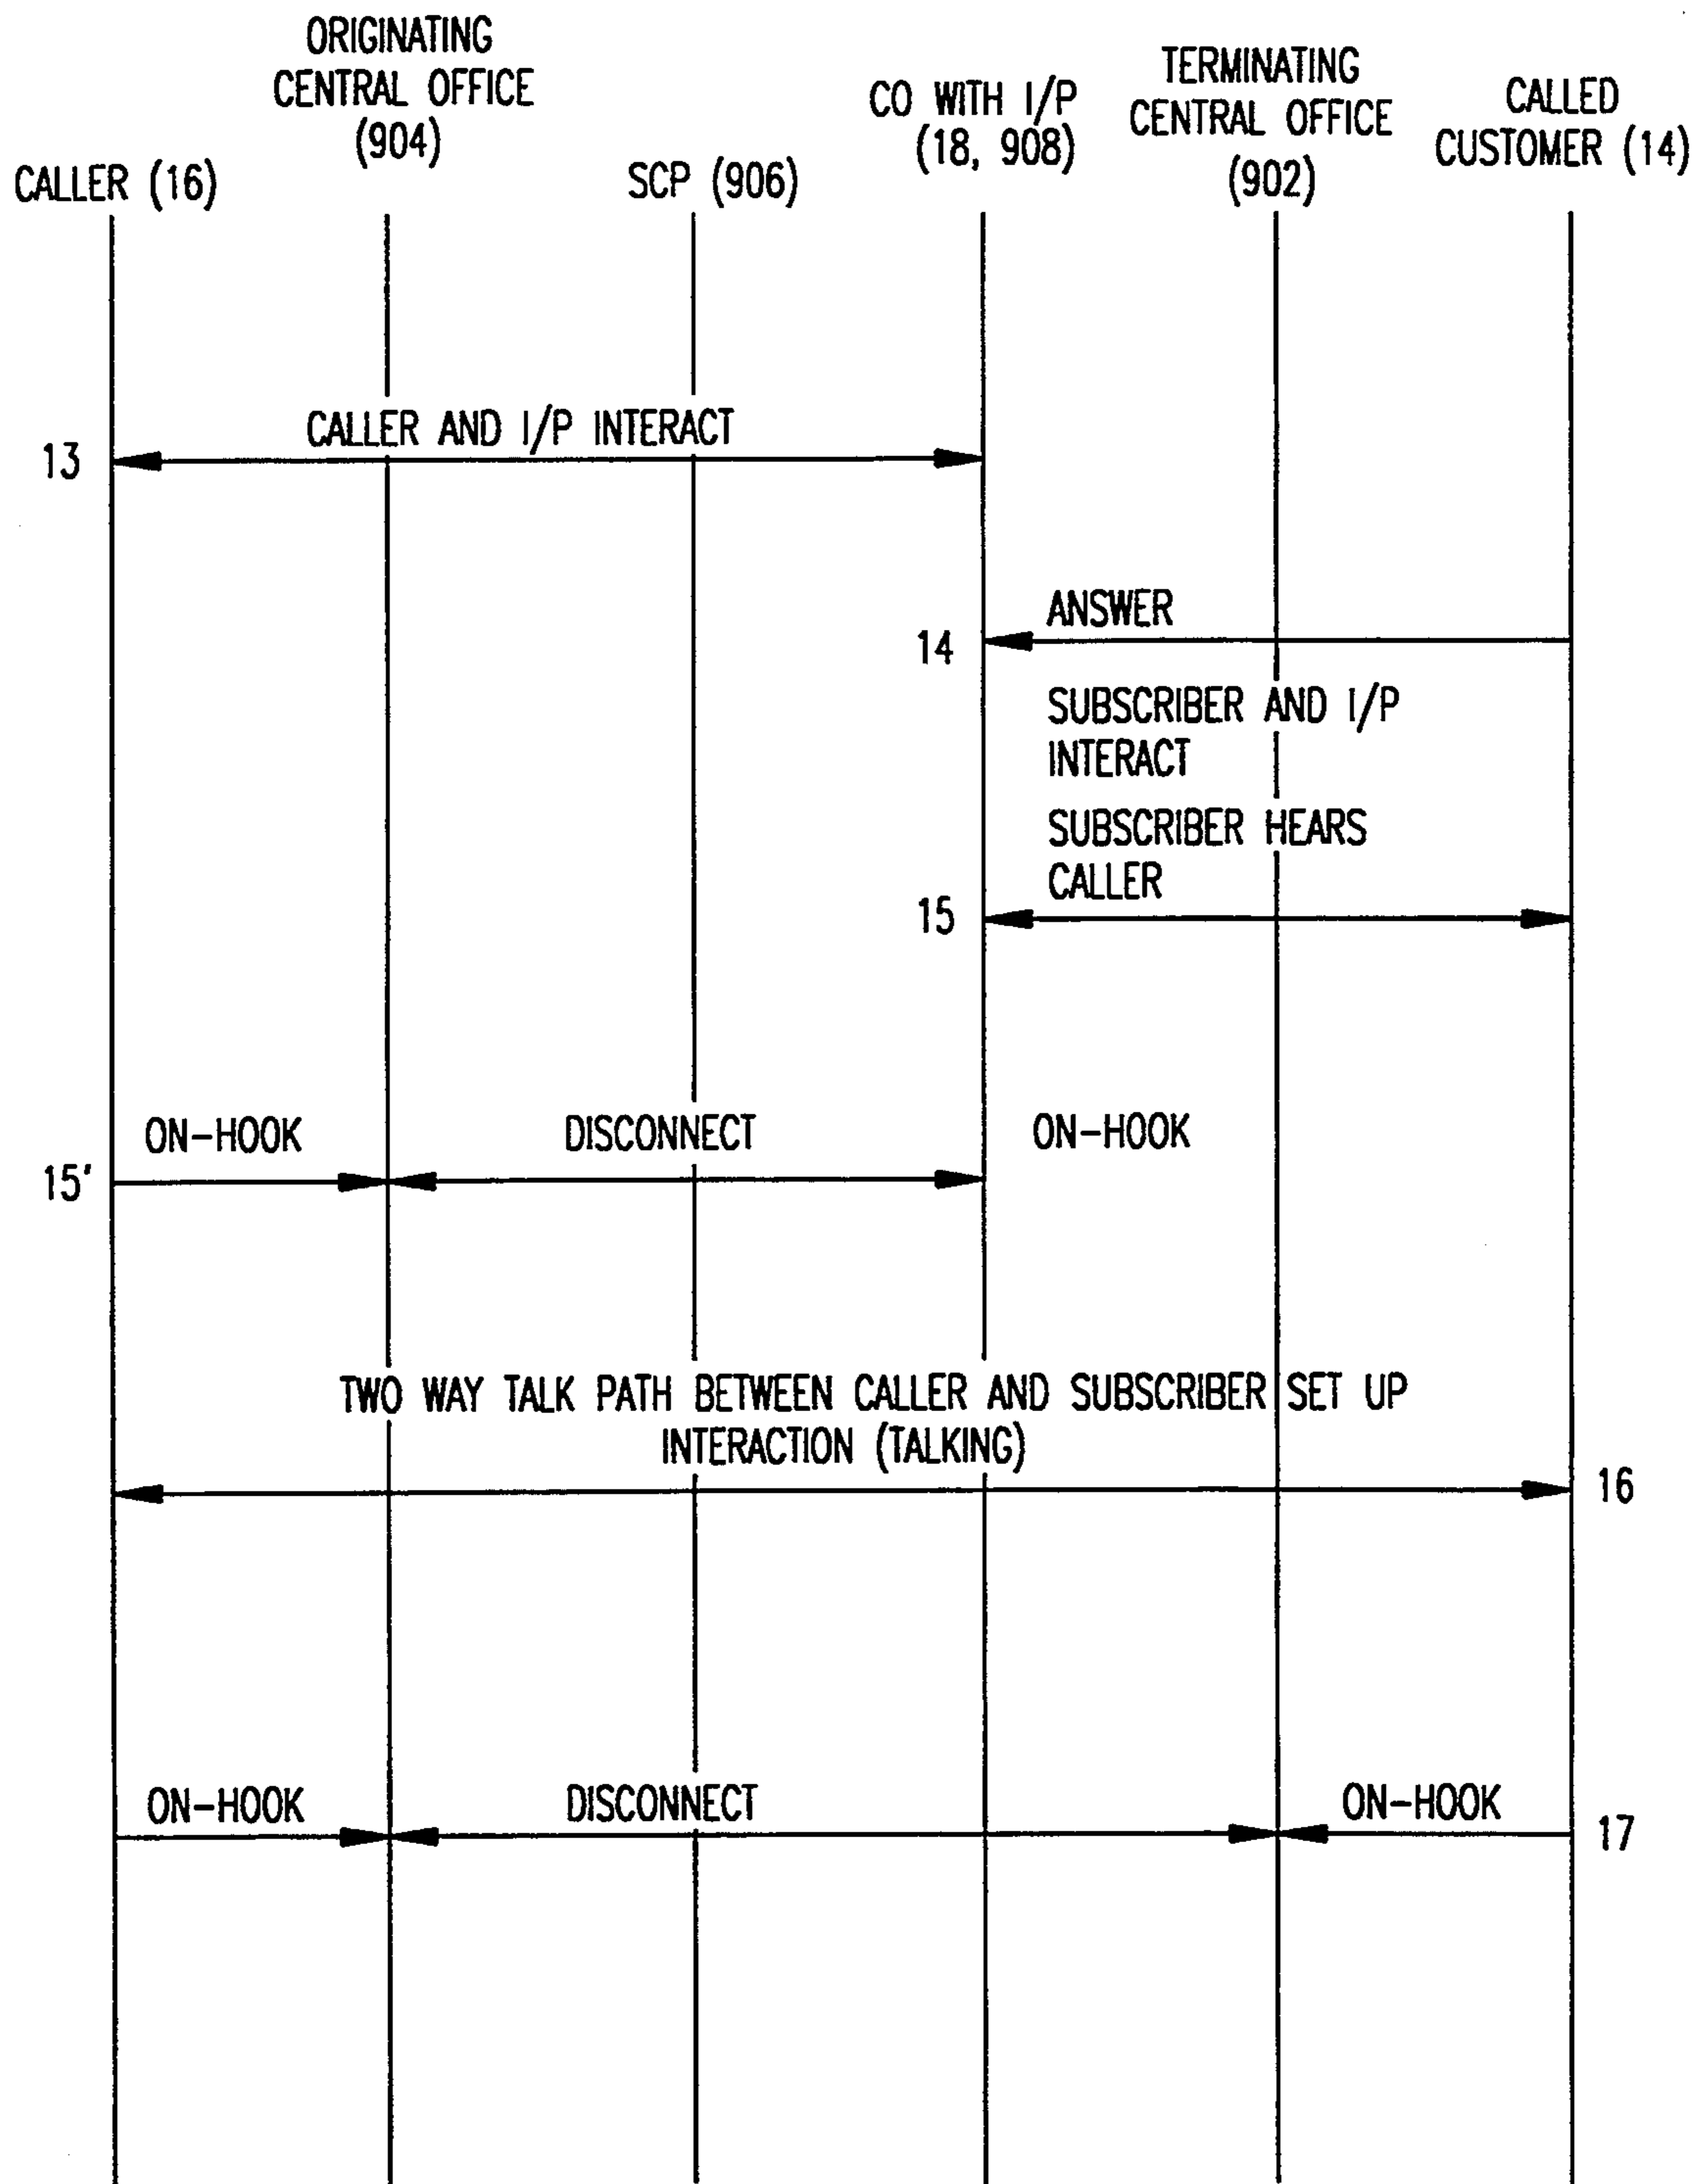 ORIGINATING
CENTRAL OFFICE
(904)
TERMINATING
CENTRAL OFFICE
(902)
CO WITH I/P
(18, 908)
CALLED
CUSTOMER (14)
CALLER (16)
SCP (906)
CALLER AND I/P INTERACT
13
ANSWER
14
SUBSCRIBER AND I/P
INTERACT
SUBSCRIBER HEARS
CALLER
15
ON-HOOK
DISCONNECT
ON-HOOK
15'
TWO WAY TALK PATH BETWEEN CALLER AND SUBSCRIBER SET UP
INTERACTION (TALKING)
16
ON-HOOK
DISCONNECT
ON-HOOK
17